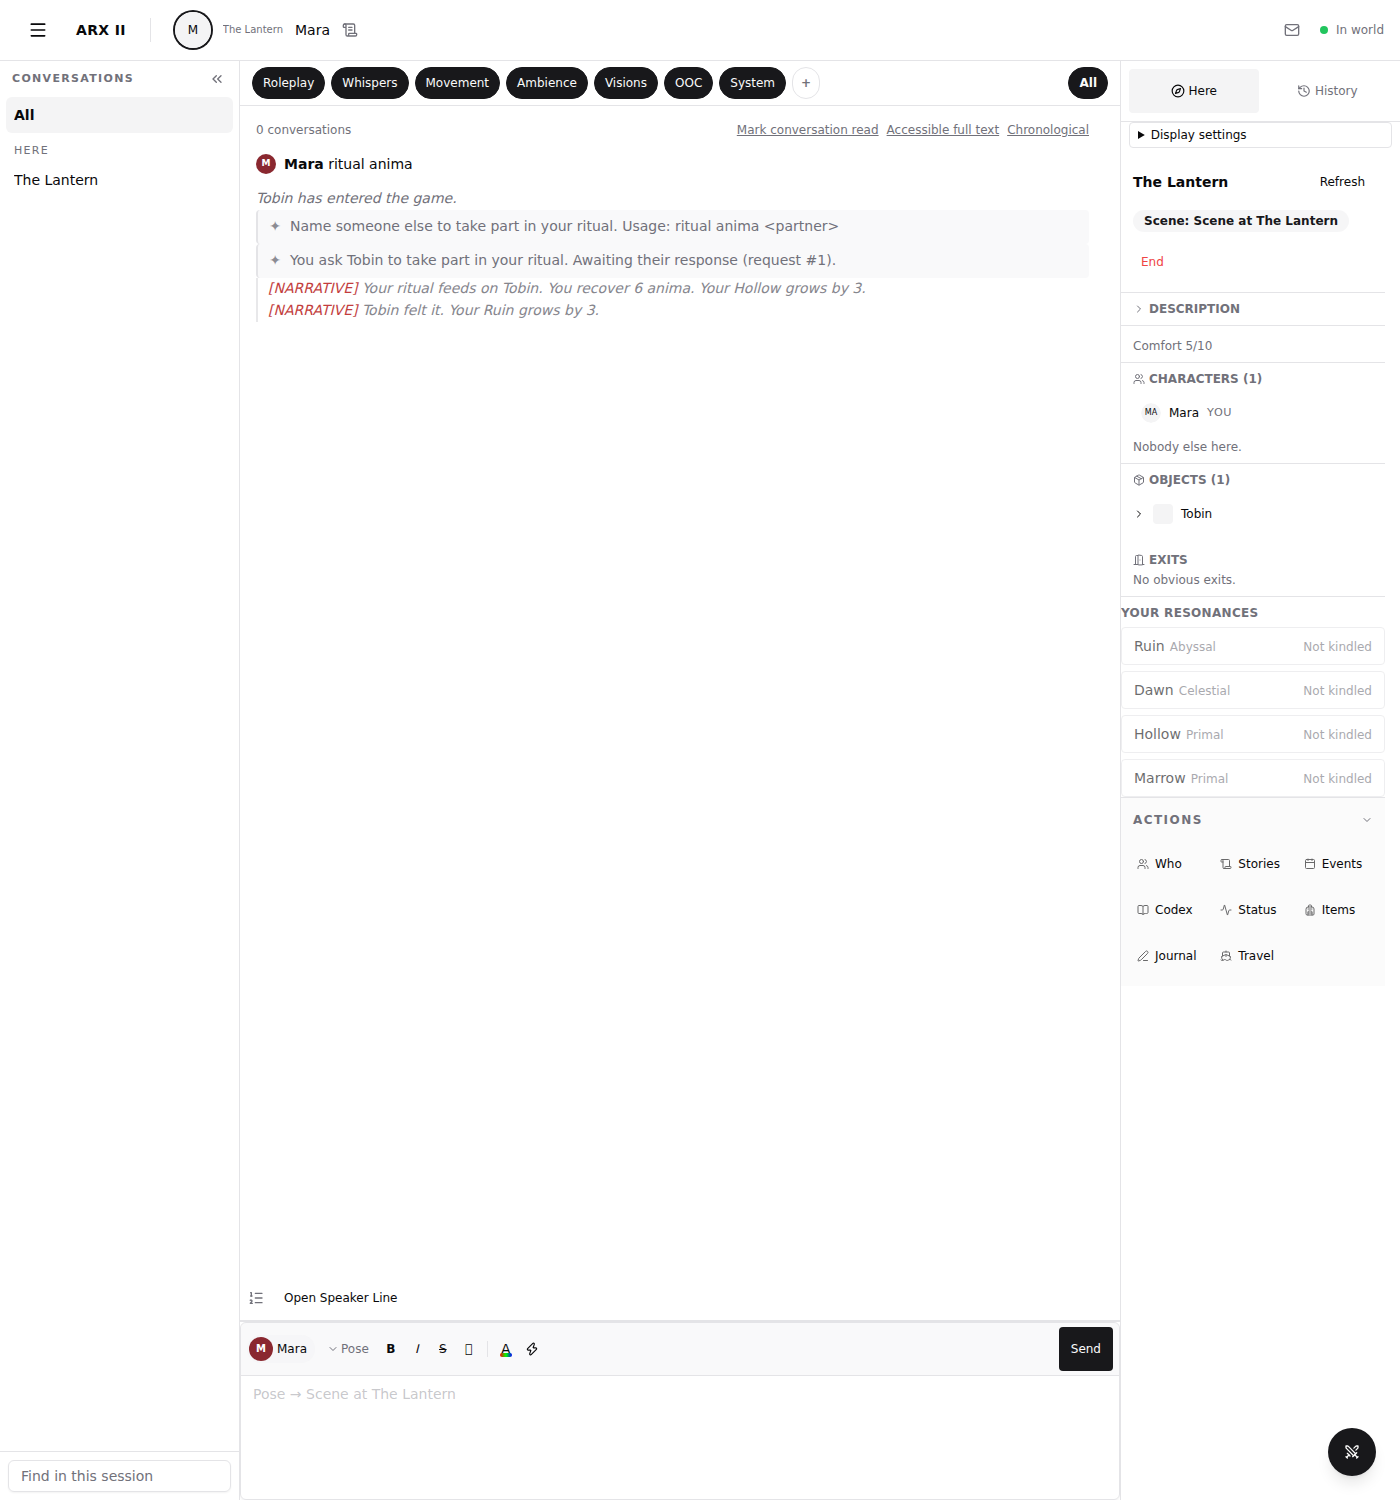 ARX II
M
The Lantern
Mara
In world
CONVERSATIONS
All
HERE
The Lantern
Find in this session
Roleplay
Whispers
Movement
Ambience
Visions
OOC
System
+
All
0 conversations
Mark conversation read
Accessible full text
Chronological
M
Mara ritual anima
Tobin has entered the game.
Name someone else to take part in your ritual. Usage: ritual anima <partner>
You ask Tobin to take part in your ritual. Awaiting their response (request #1).
[NARRATIVE] Your ritual feeds on Tobin. You recover 6 anima. Your Hollow grows by 3.
[NARRATIVE] Tobin felt it. Your Ruin grows by 3.
Open Speaker Line
M
Mara
Pose
B
I
S
A
Send
Pose → Scene at The Lantern
Here
History
Display settings
The Lantern
Refresh
Scene: Scene at The Lantern
End
DESCRIPTION
Comfort 5/10
CHARACTERS (1)
MA
Mara YOU
Nobody else here.
OBJECTS (1)
Tobin
EXITS
No obvious exits.
YOUR RESONANCES
Ruin Abyssal Not kindled
Dawn Celestial Not kindled
Hollow Primal Not kindled
Marrow Primal Not kindled
ACTIONS
Who
Stories
Events
Codex
Status
Items
Journal
Travel